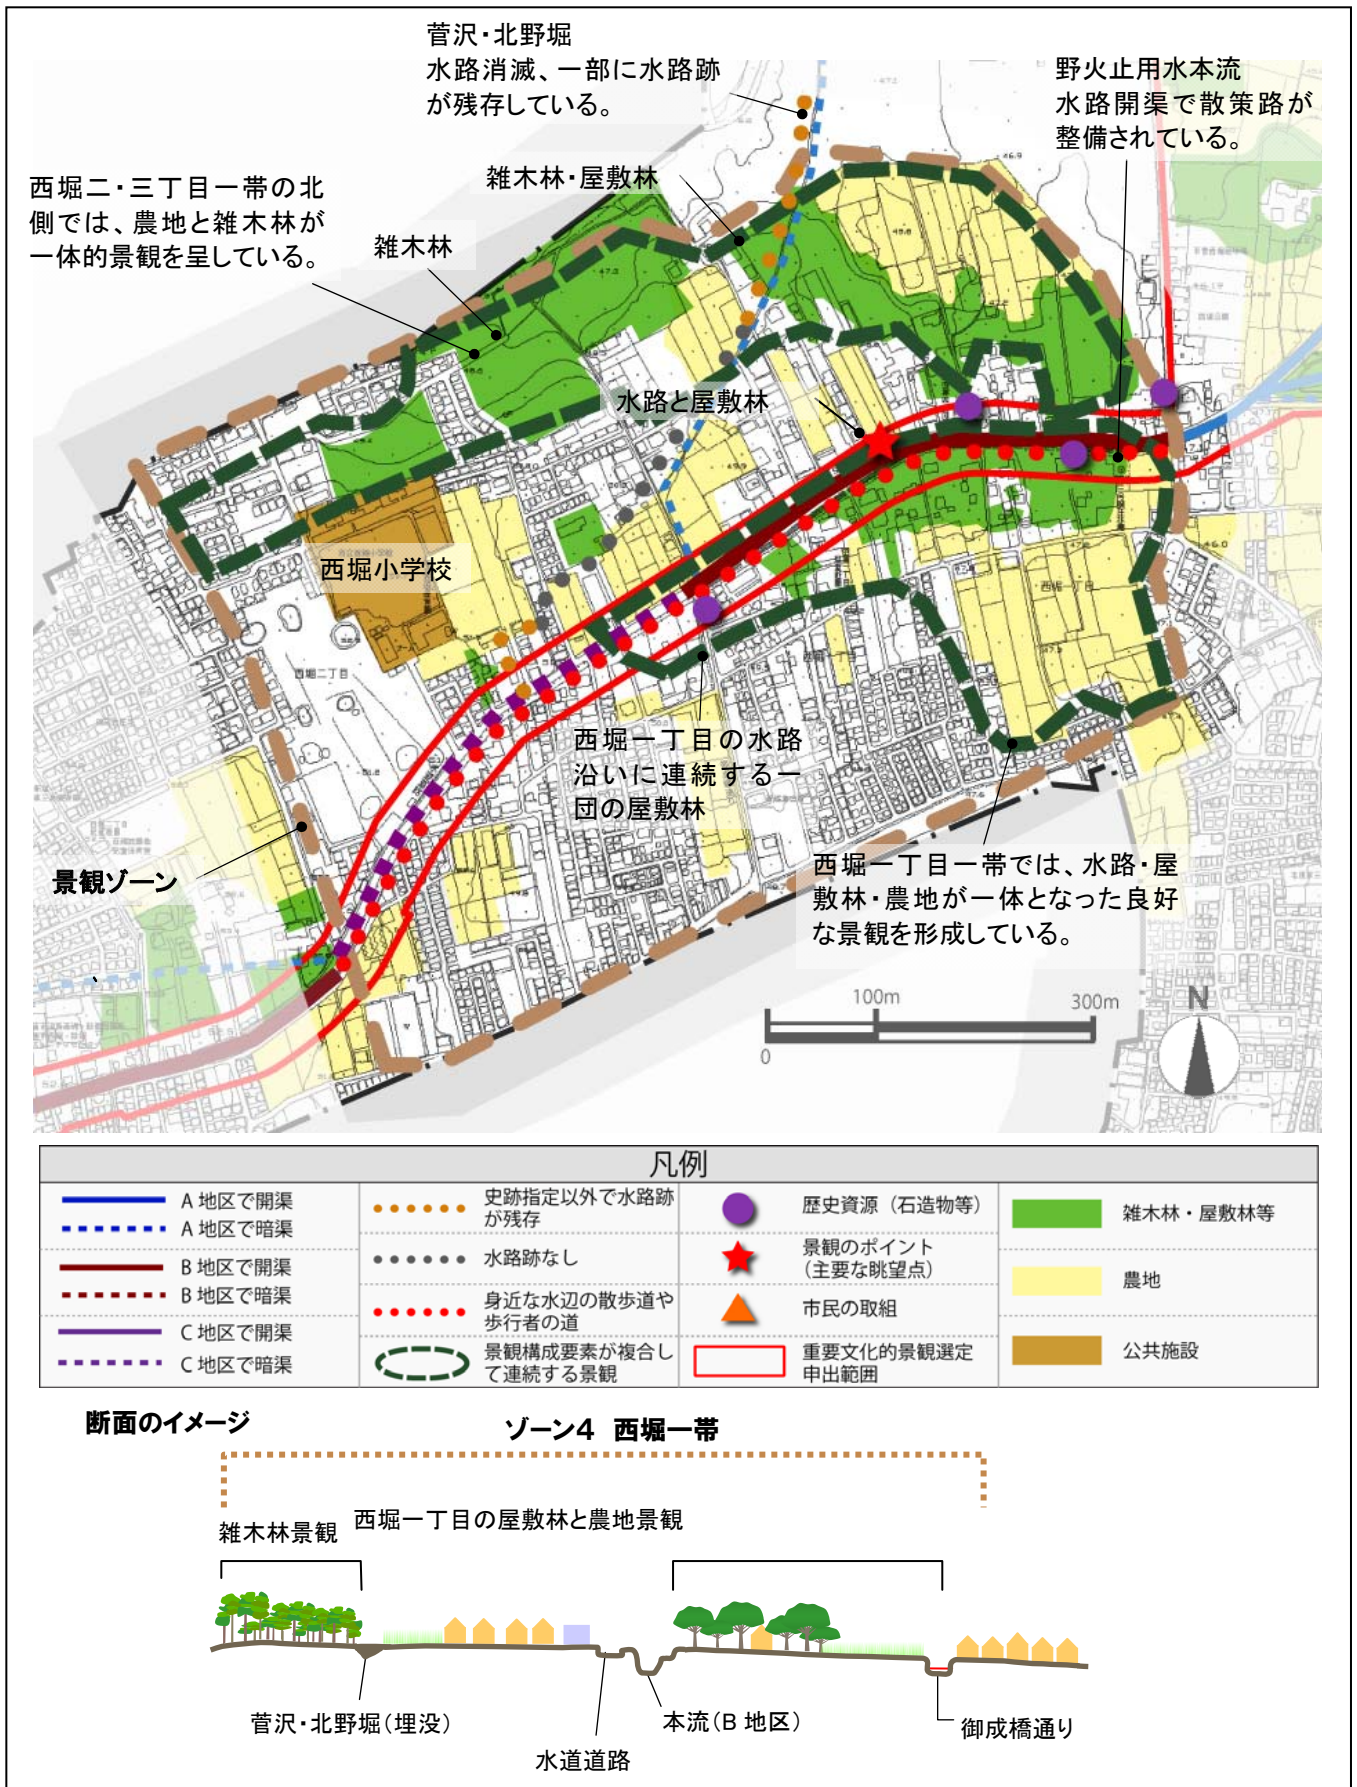 菅沢・北野堀
水路消滅、一部に水路跡
が残存している。
野火止用水本流
水路開渠で散策路が
整備されている。
西堀二・三丁目一帯の北
側では、農地と雑木林が
一体的景観を呈している。
雑木林・屋敷林
雑木林
水路と屋敷林
西堀小学校
西堀一丁目
西堀二丁目
西堀一丁目の水路
沿いに連続する一
団の屋敷林
景観ゾーン
西堀一丁目一帯では、水路・屋
敷林・農地が一体となった良好
な景観を形成している。
100m
300m
0
N
凡例
A 地区で開渠
A 地区で暗渠
B 地区で開渠
B 地区で暗渠
C 地区で開渠
C 地区で暗渠
史跡指定以外で水路跡
が残存
水路跡なし
身近な水辺の散歩道や
歩行者の道
景観構成要素が複合し
て連続する景観
歴史資源（石造物等）
景観のポイント
（主要な眺望点）
市民の取組
重要文化的景観選定
申出範囲
雑木林・屋敷林等
農地
公共施設
断面のイメージ
ゾーン4 西堀一帯
雑木林景観
西堀一丁目の屋敷林と農地景観
菅沢・北野堀（埋没）
水道道路
本流（B 地区）
御成橋通り